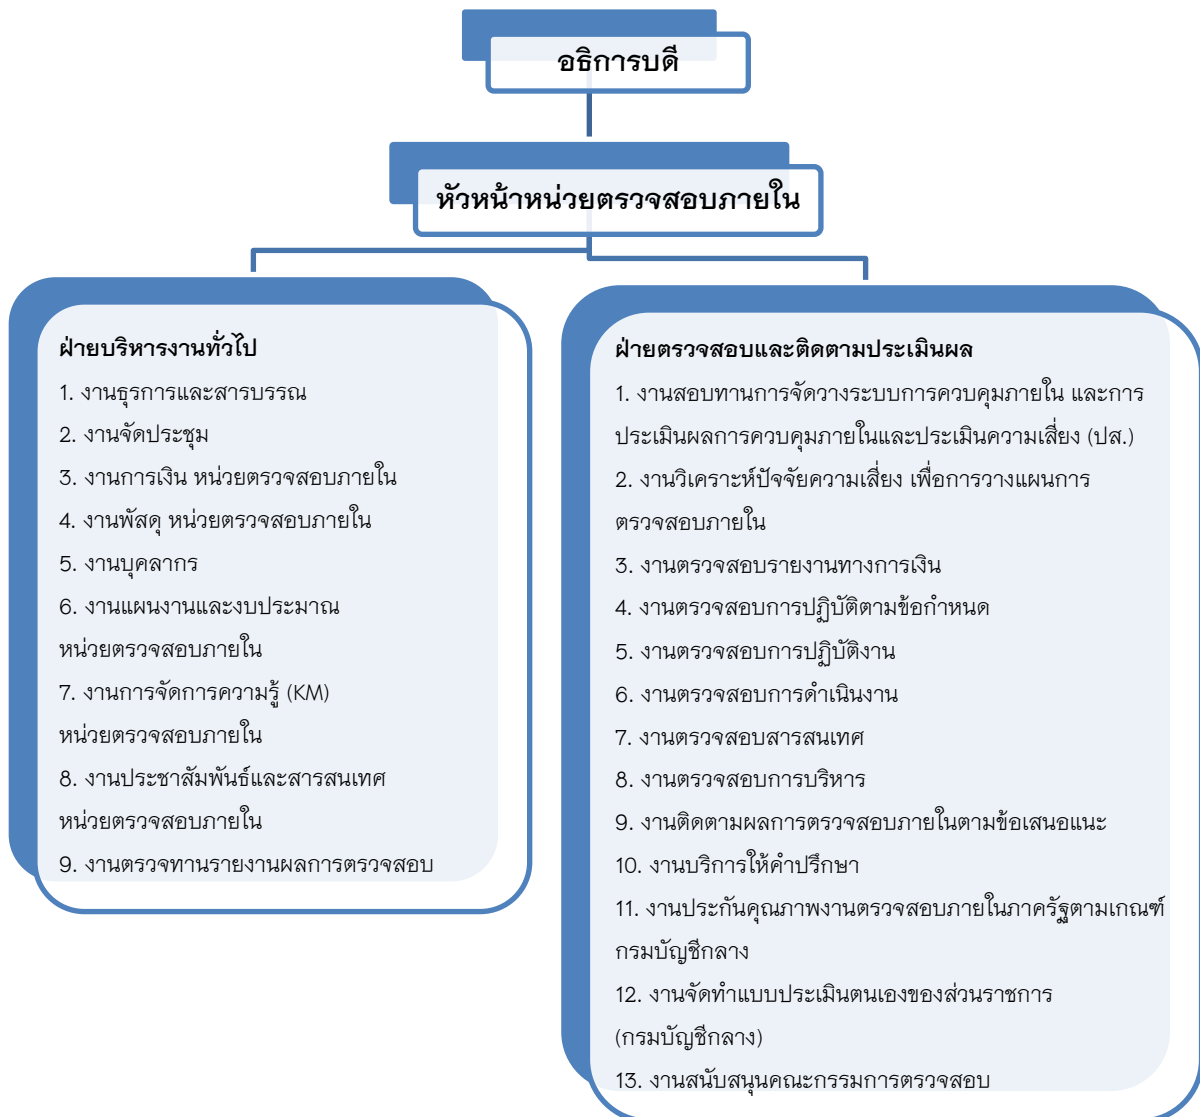 อธิการบดี
หัวหน้าหน่วยตรวจสอบภายใน
ฝ่ายบริหารงานทั่วไป
1. งานธุรการและสารบรรณ
2. งานจัดประชุม
3. งานการเงิน หน่วยตรวจสอบภายใน
4. งานพัสดุ หน่วยตรวจสอบภายใน
5. งานบุคลากร
6. งานแผนงานและงบประมาณ
หน่วยตรวจสอบภายใน
7. งานการจัดการความรู้ (KM)
หน่วยตรวจสอบภายใน
8. งานประชาสัมพันธ์และสารสนเทศ
หน่วยตรวจสอบภายใน
9. งานตรวจทานรายงานผลการตรวจสอบ
ฝ่ายตรวจสอบและติดตามประเมินผล
1. งานสอบทานการจัดวางระบบการควบคุมภายใน และการ
ประเมินผลการควบคุมภายในและประเมินความเสี่ยง (ปส.)
2. งานวิเคราะห์ปัจจัยความเสี่ยง เพื่อการวางแผนการ
ตรวจสอบภายใน
3. งานตรวจสอบรายงานทางการเงิน
4. งานตรวจสอบการปฏิบัติตามข้อกำหนด
5. งานตรวจสอบการปฏิบัติงาน
6. งานตรวจสอบการดำเนินงาน
7. งานตรวจสอบสารสนเทศ
8. งานตรวจสอบการบริหาร
9. งานติดตามผลการตรวจสอบภายในตามข้อเสนอแนะ
10. งานบริการให้คำปรึกษา
11. งานประกันคุณภาพงานตรวจสอบภายในภาครัฐตามเกณฑ์
กรมบัญชีกลาง
12. งานจัดทำแบบประเมินตนเองของส่วนราชการ
(กรมบัญชีกลาง)
13. งานสนับสนุนคณะกรรมการตรวจสอบ